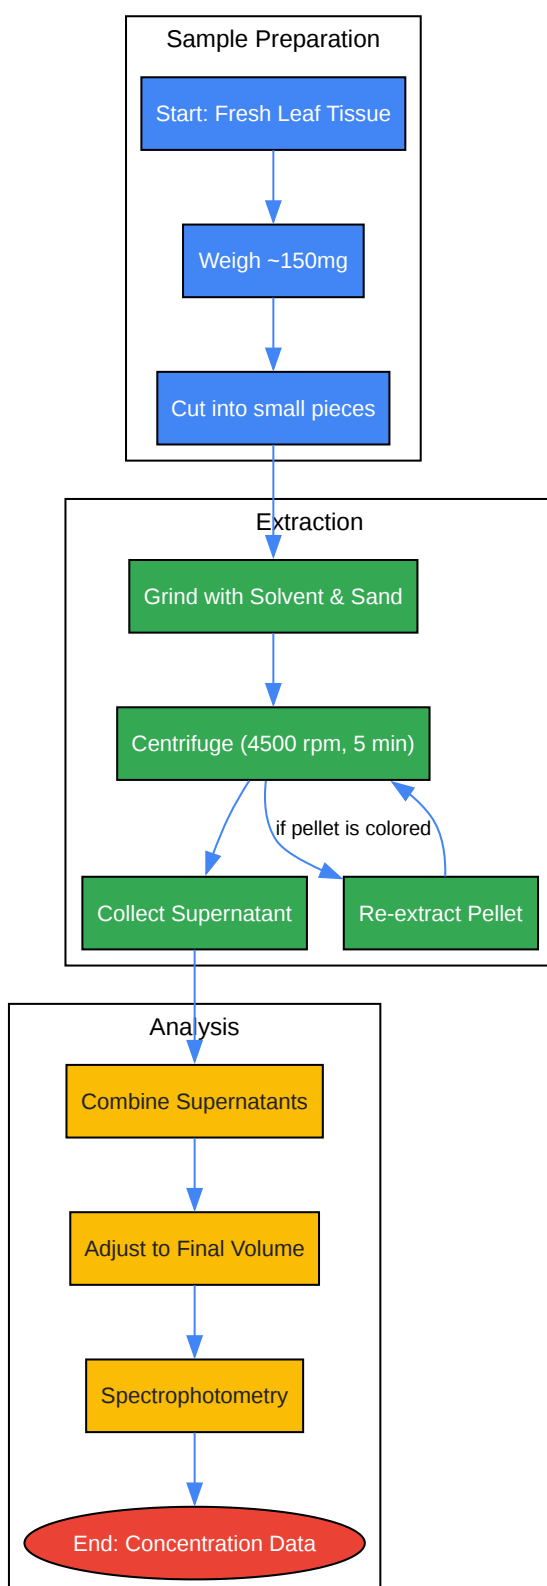 Sample Preparation
Start: Fresh Leaf Tissue
Weigh ~150mg
Cut into small pieces
Extraction
Grind with Solvent & Sand
Centrifuge (4500 rpm, 5 min)
if pellet is colored
Collect Supernatant
Re-extract Pellet
Analysis
Combine Supernatants
Adjust to Final Volume
Spectrophotometry
End: Concentration Data